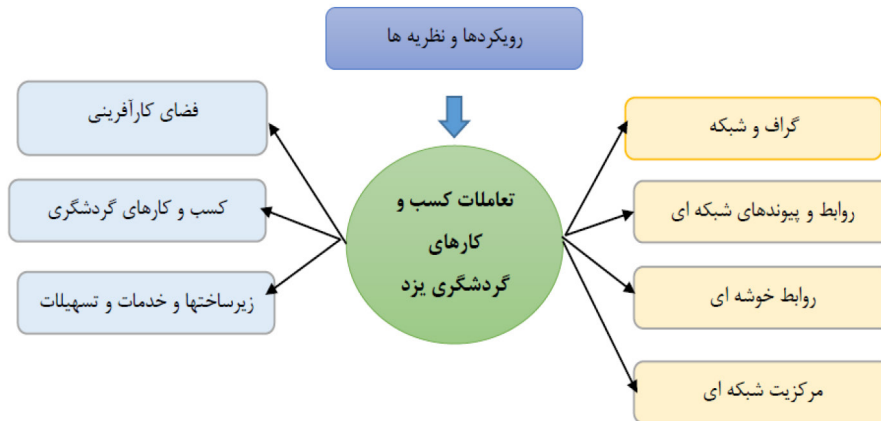 رویکردها و نظریه ها
فضای کارآفرینی
کسب و کارهای گردشگری
زیرساختها و خدمات و تسهیلات
تعاملات کسب و
کارهای
گردشگری یزد
گراف و شبکه
روابط و پیوندهای شبکه ای
روابط خوشه ای
مرکزیت شبکه ای